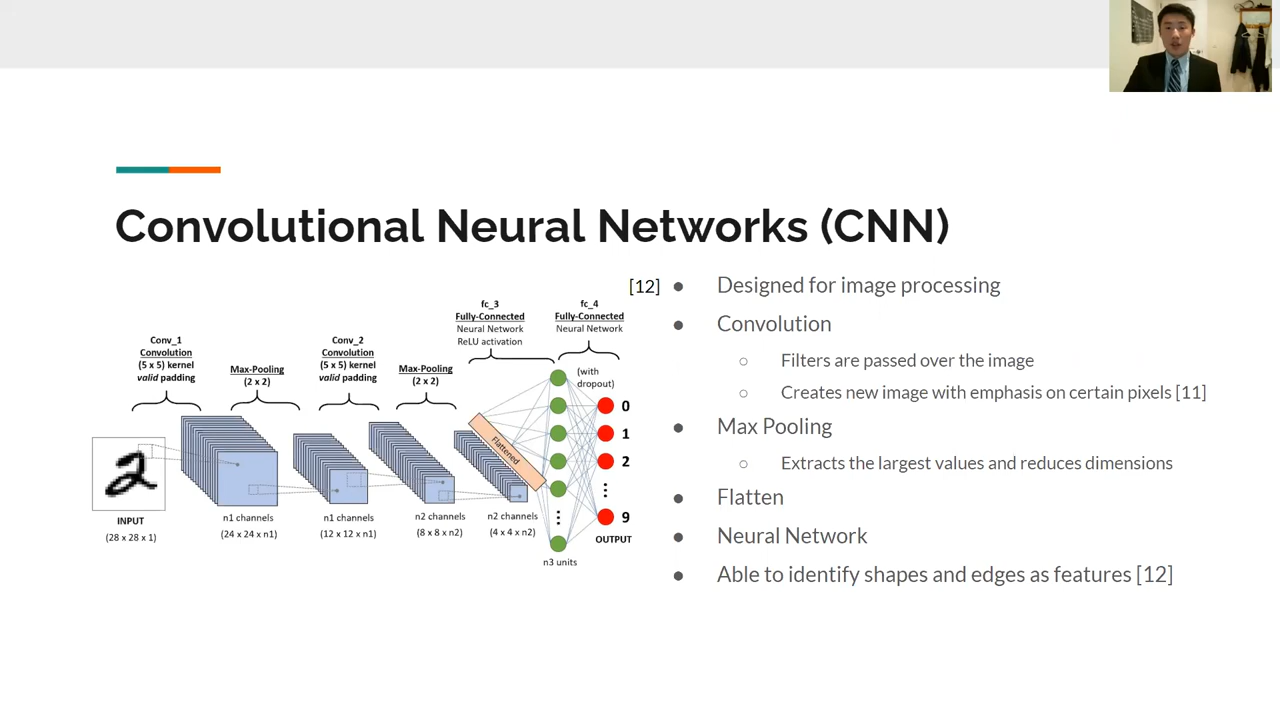 Convolutional Neural Networks (CNN)
fc_3
Fully-Connected
Neural Network
ReLU activation
fc_4
Fully-Connected
Neural Network
Conv_1
Convolution
(5 x 5) kernel
valid padding
Max-Pooling
(2 x 2)
Conv_2
Convolution
(5 x 5) kernel
valid padding
Max-Pooling
(2 x 2)
(with
dropout)
Flattened
0
1
2
9
INPUT
(28 x 28 x 1)
n1 channels
(24 x 24 x n1)
n1 channels
(12 x 12 x n1)
n2 channels
(8 x 8 x n2)
n2 channels
(4 x 4 x n2)
OUTPUT
n3 units
[12]
● Designed for image processing
● Convolution
○ Filters are passed over the image
○ Creates new image with emphasis on certain pixels [11]
● Max Pooling
○ Extracts the largest values and reduces dimensions
● Flatten
● Neural Network
● Able to identify shapes and edges as features [12]